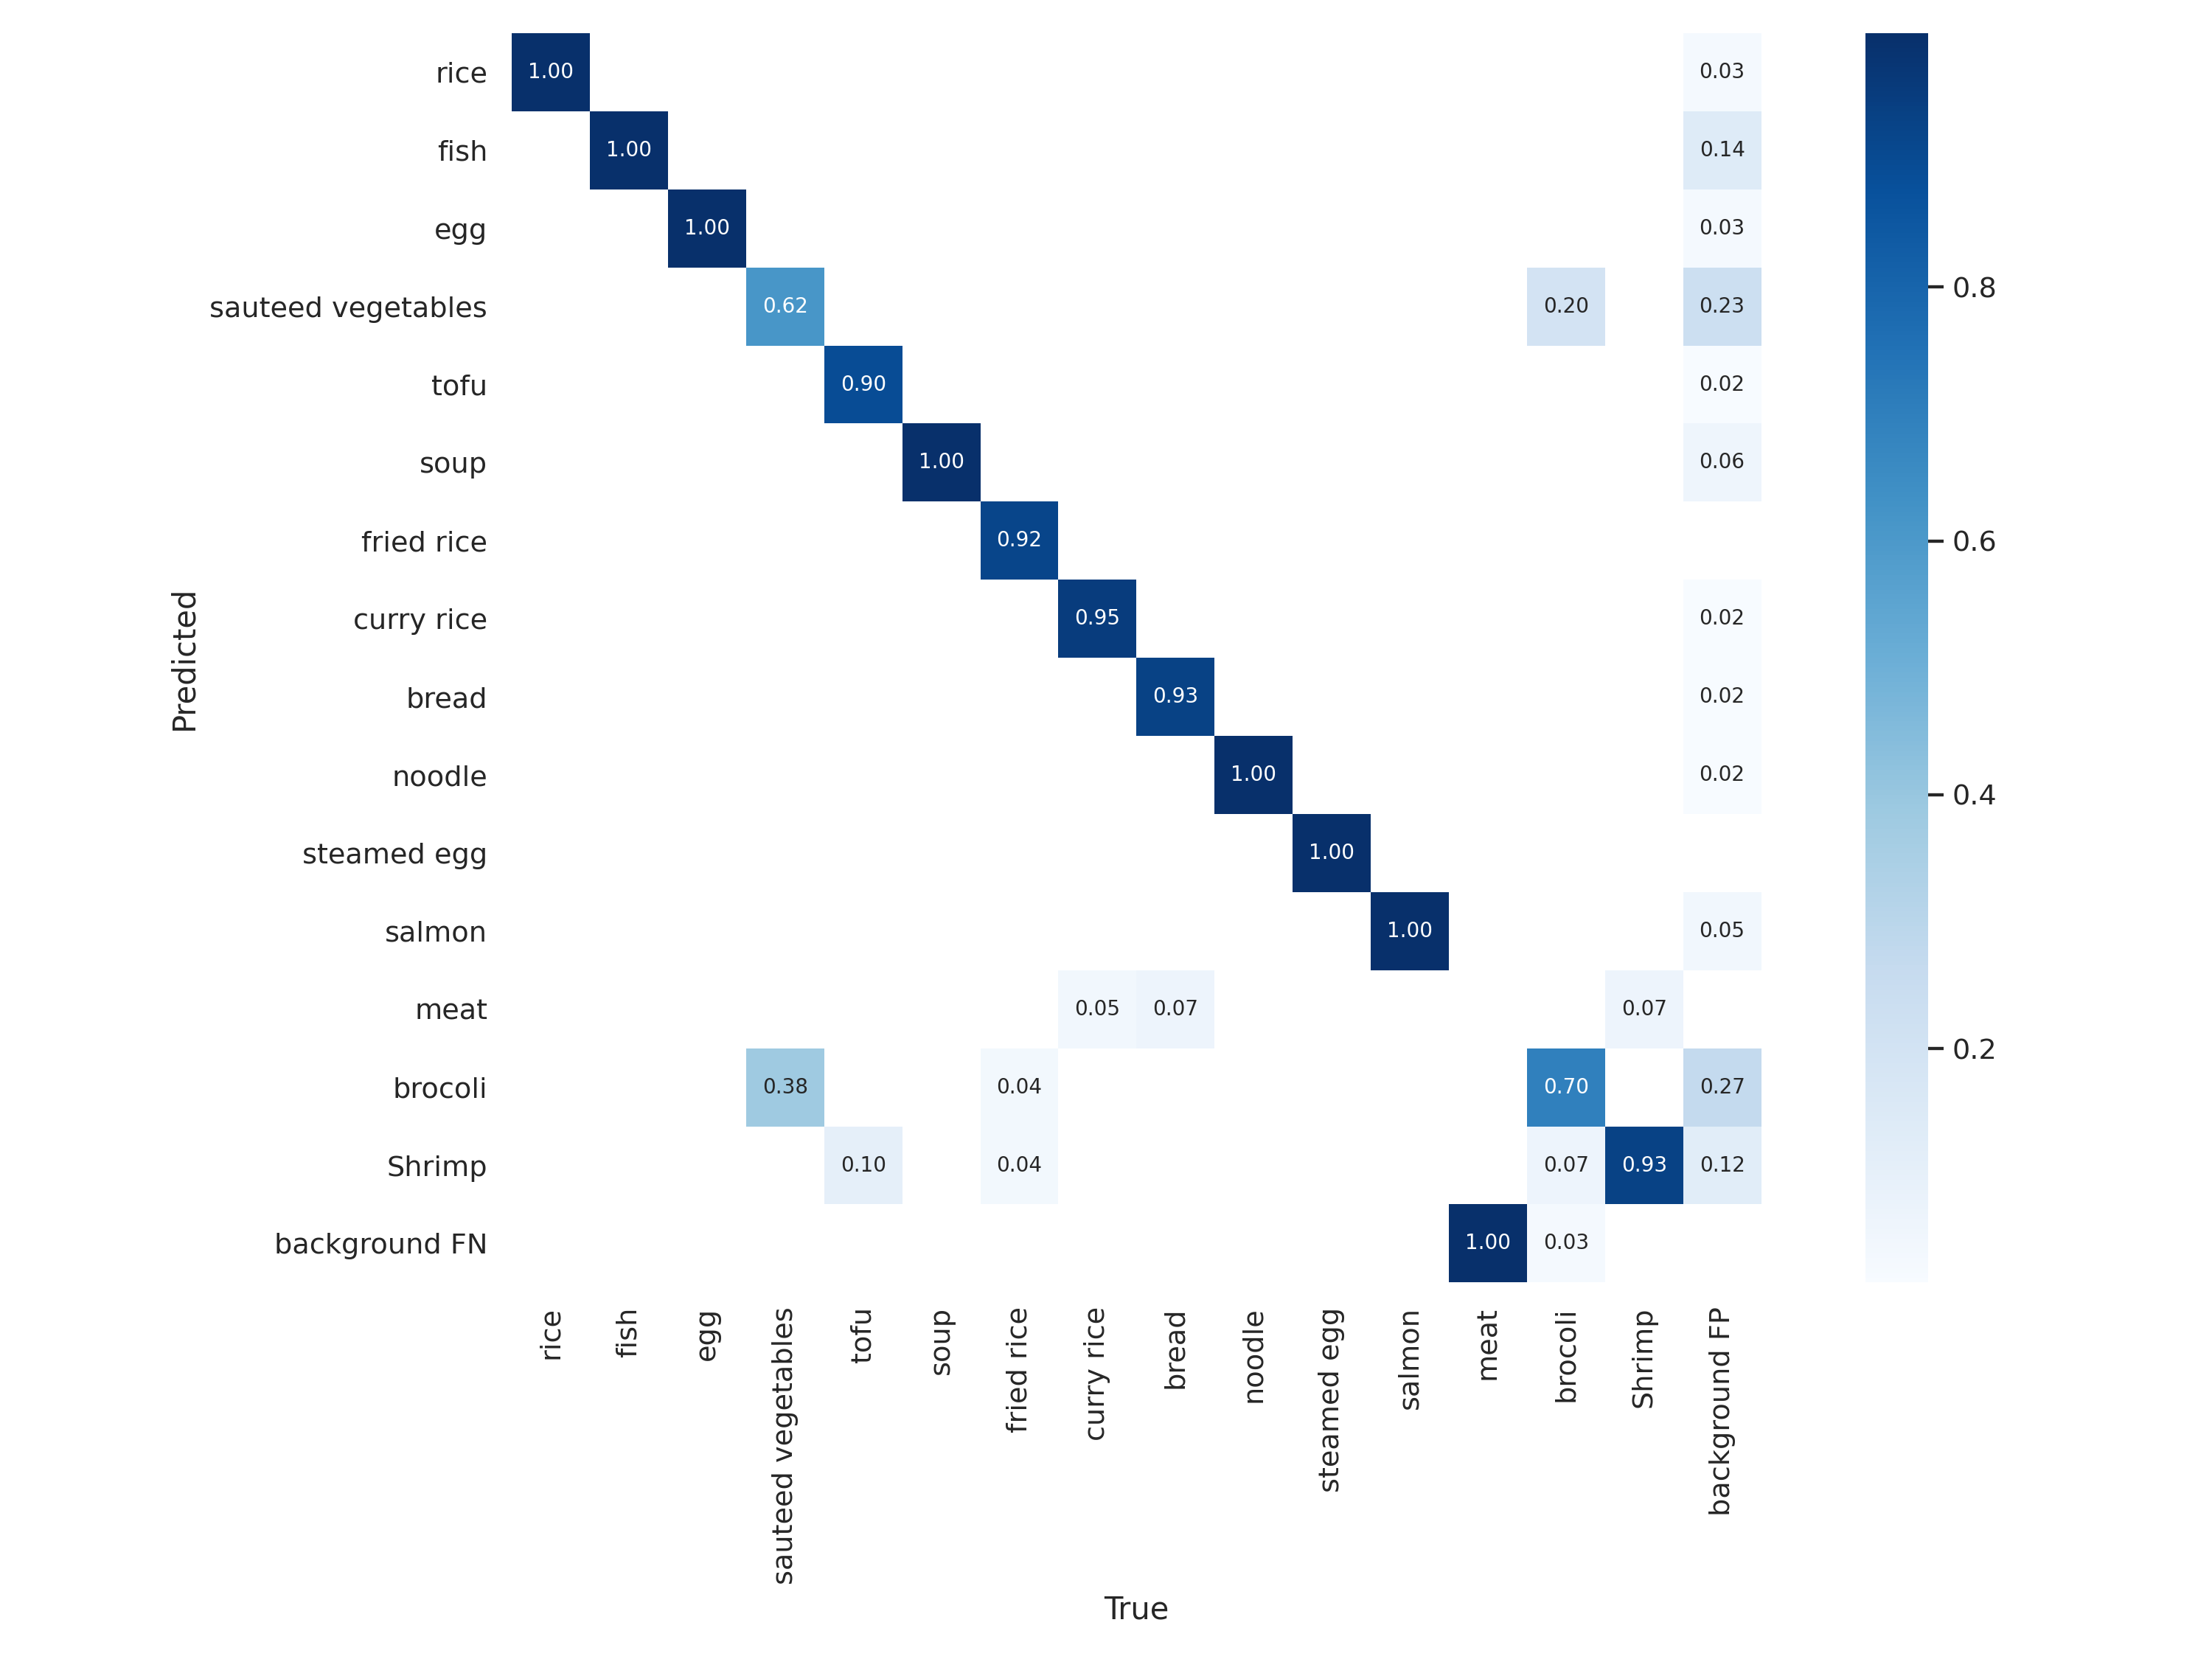 rice 1.00 0.03
fish 1.00 0.14
egg 1.00 0.03
sauteed vegetables 0.62 0.20 0.23
0.8
tofu 0.90 0.02
soup 1.00 0.06
fried rice 0.92
0.6
curry rice 0.95 0.02
Predicted
bread 0.93 0.02
noodle 1.00 0.02
0.4
steamed egg 1.00
salmon 1.00 0.05
meat 0.05 0.07 0.07
brocoli 0.38 0.04 0.70 0.27
0.2
Shrimp 0.10 0.04 0.07 0.93 0.12
background FN 1.00 0.03
rice
fish
egg
sauteed vegetables
tofu
soup
fried rice
curry rice
bread
noodle
steamed egg
salmon
meat
brocoli
Shrimp
background FP
True